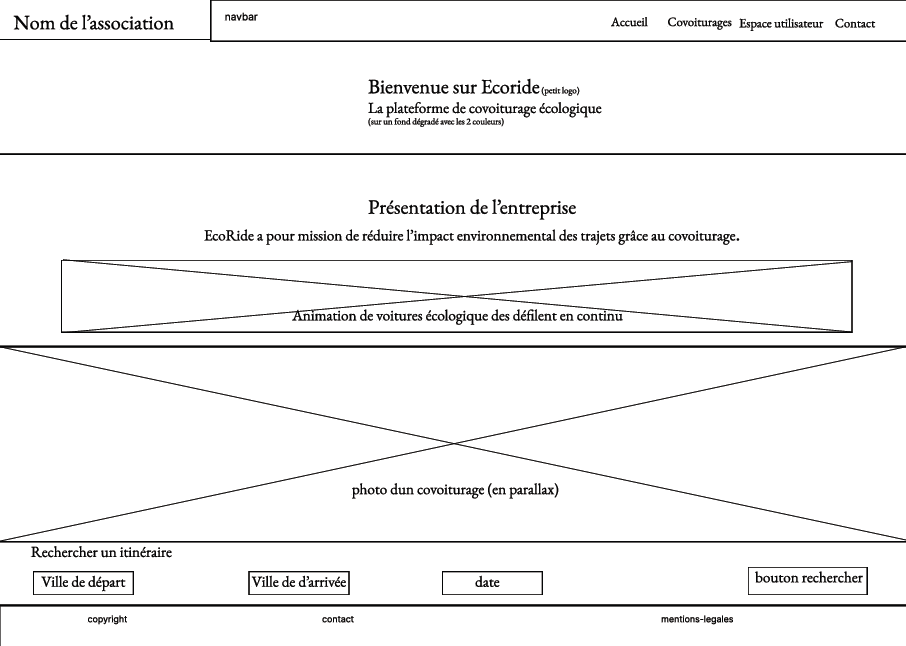 Nom de l'association
navbar
Accueil Covoiturages Espace utilisateur Contact
Bienvenue sur Ecoride (petit logo)
La plateforme de covoiturage écologique
(sur un fond dégradé avec les 2 couleurs)
Présentation de l'entreprise
EcoRide a pour mission de réduire l'impact environnemental des trajets grâce au covoiturage.
Animation de voitures écologique des défilent en continu
photo dun covoiturage (en parallax)
Rechercher un itinéraire
Ville de départ Ville de d'arrivée date bouton rechercher
copyright contact mentions-legales